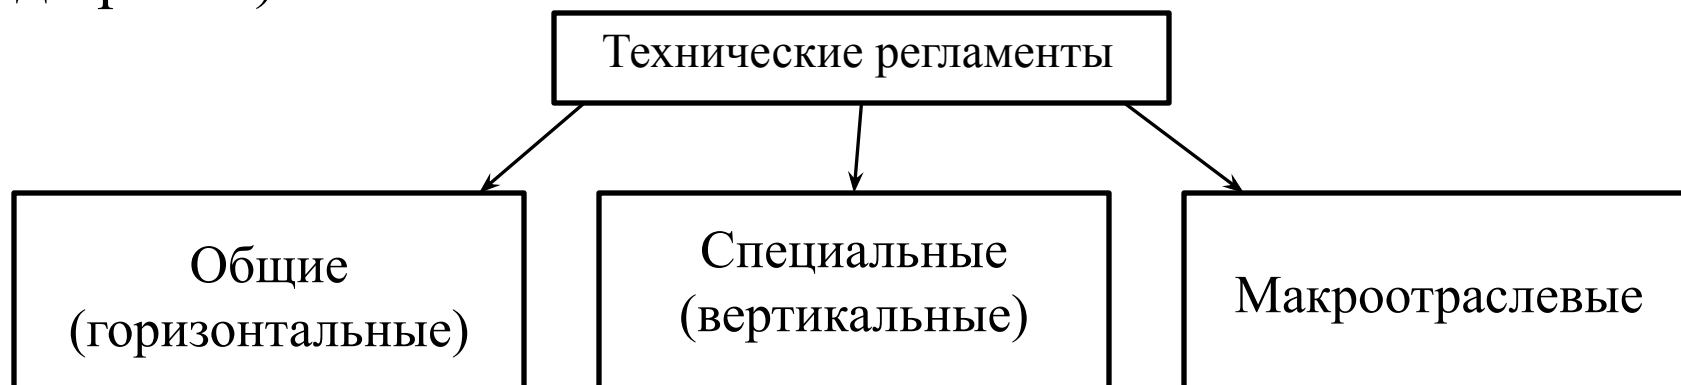 Технические регламенты
Общие
(горизонтальные)
Специальные
(вертикальные)
Макроотраслевые